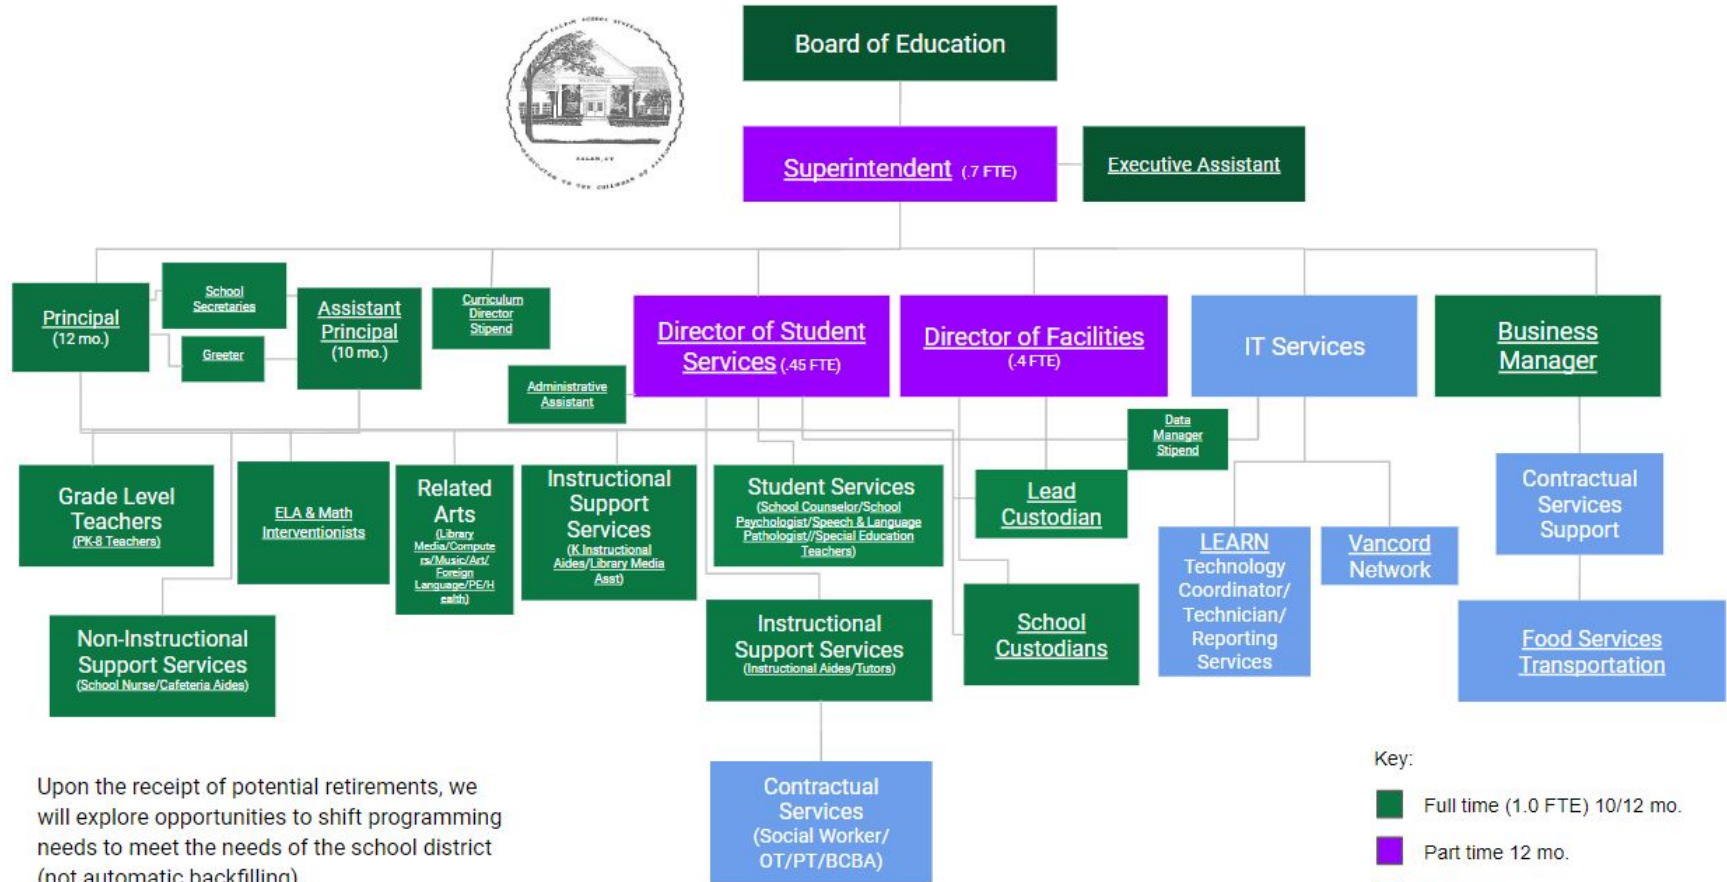 Board of Education
Superintendent (.7 FTE)
Executive Assistant
SALEM, CT
Principal
(12 mo.)
School
Secretaries
Greeter
Assistant
Principal
(10 mo.)
Curriculum
Director
Stipend
Administrative
Assistant
Director of Student
Services (.45 FTE)
Director of Facilities
(.4 FTE)
IT Services
Business
Manager
Data
Manager
Stipend
Grade Level
Teachers
(PK-8 Teachers)
ELA & Math
Interventionists
Related
Arts
(Library
Media/Compute
rs/Music/Art/
Foreign
Language/PE/H
ealth)
Instructional
Support
Services
(K Instructional
Aides/Library Media
Asst)
Student Services
(School Counselor/School
Psychologist/Speech & Language
Pathologist//Special Education
Teachers)
Lead
Custodian
LEARN
Technology
Coordinator/
Technician/
Reporting
Services
Vancord
Network
Contractual
Services
Support
Non-Instructional
Support Services
(School Nurse/Cafeteria Aides)
Instructional
Support Services
(Instructional Aides/Tutors)
School
Custodians
Food Services
Transportation
Contractual
Services
(Social Worker/
OT/PT/BCBA)
Upon the receipt of potential retirements, we
will explore opportunities to shift programming
needs to meet the needs of the school district
(not automatic backfilling)
Key:
Full time (1.0 FTE) 10/12 mo.
Part time 12 mo.